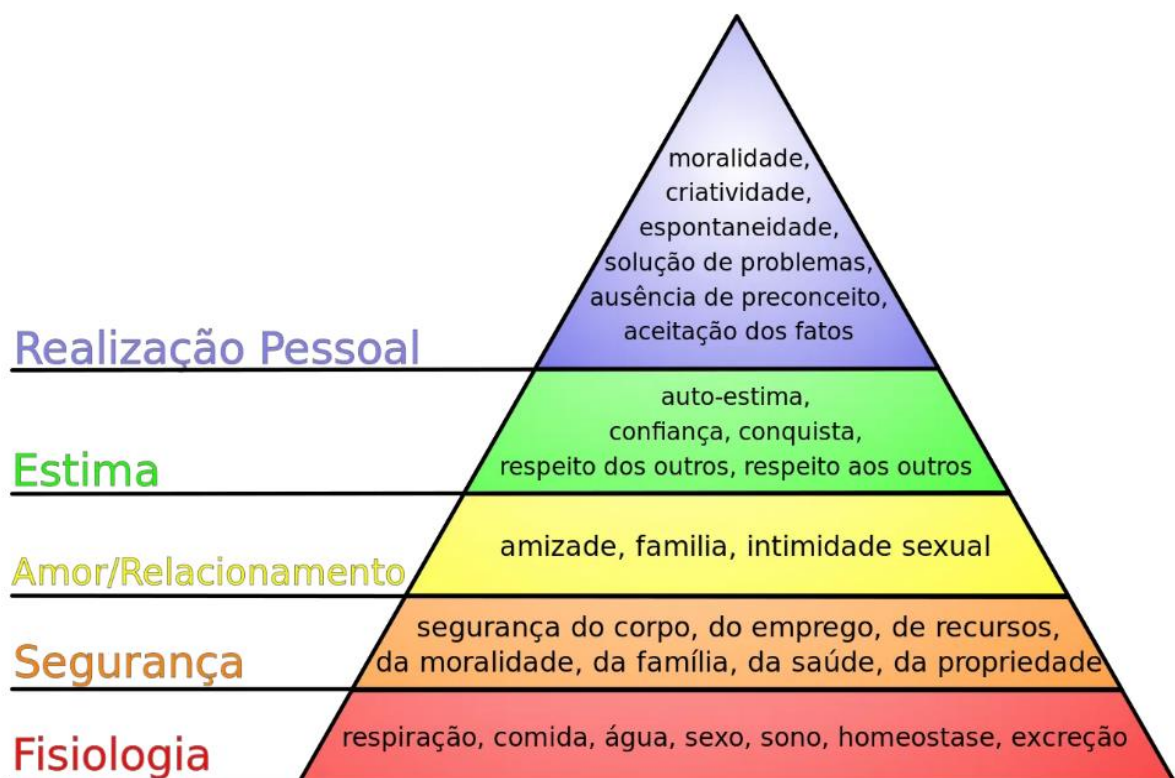 moralidade,
criatividade,
espontaneidade,
solução de problemas,
ausência de preconceito,
aceitação dos fatos
Realização Pessoal
auto-estima,
confiança, conquista,
respeito dos outros, respeito aos outros
Estima
amizade, familia, intimidade sexual
Amor/Relacionamento
segurança do corpo, do emprego, de recursos,
da moralidade, da família, da saúde, da propriedade
Segurança
respiração, comida, água, sexo, sono, homeostase, excreção
Fisiologia